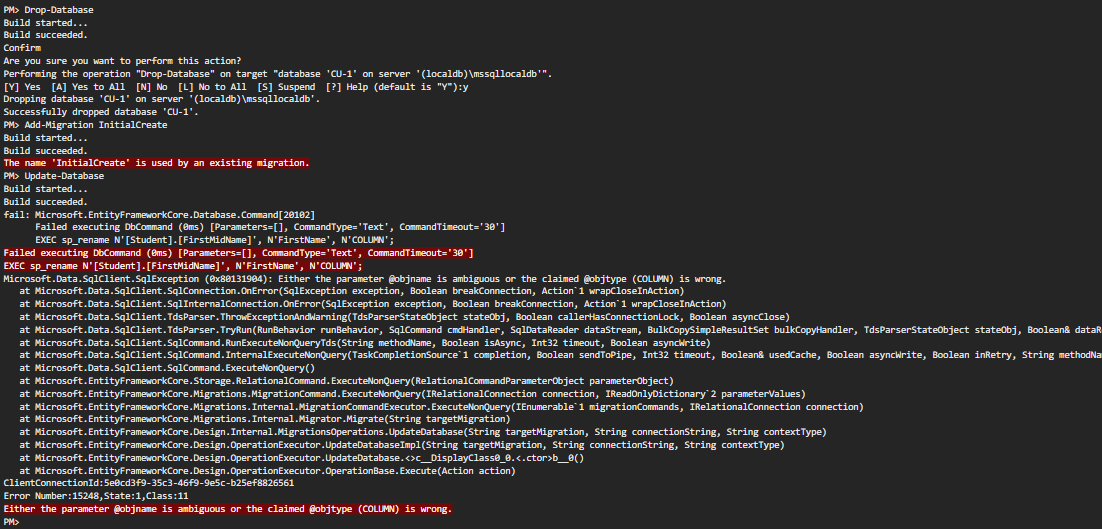 PM> Drop-Database
Build started...
Build succeeded.
Confirm
Are you sure you want to perform this action?
Performing the operation "Drop-Database" on target "database 'CU-1' on server '(localdb)\mssqllocaldb'".
[Y] Yes  [A] Yes to All  [N] No  [L] No to All  [S] Suspend  [?] Help (default is "Y"):y
Dropping database 'CU-1' on server '(localdb)\mssqllocaldb'.
Successfully dropped database 'CU-1'.
PM> Add-Migration InitialCreate
Build started...
Build succeeded.
The name 'InitialCreate' is used by an existing migration.
PM> Update-Database
Build started...
Build succeeded.
fail: Microsoft.EntityFrameworkCore.Database.Command[20102]
      Failed executing DbCommand (0ms) [Parameters=[], CommandType='Text', CommandTimeout='30']
      EXEC sp_rename N'[Student].[FirstMidName]', N'FirstName', N'COLUMN';
Failed executing DbCommand (0ms) [Parameters=[], CommandType='Text', CommandTimeout='30']
EXEC sp_rename N'[Student].[FirstMidName]', N'FirstName', N'COLUMN';
Microsoft.Data.SqlClient.SqlException (0x80131904): Either the parameter @objname is ambiguous or the claimed @objtype (COLUMN) is wrong.
   at Microsoft.Data.SqlClient.SqlConnection.OnError(SqlException exception, Boolean breakConnection, Action`1 wrapCloseInAction)
   at Microsoft.Data.SqlClient.SqlInternalConnection.OnError(SqlException exception, Boolean breakConnection, Action`1 wrapCloseInAction)
   at Microsoft.Data.SqlClient.TdsParser.ThrowExceptionAndWarning(TdsParserStateObject stateObj, Boolean callerHasConnectionLock, Boolean asyncClose)
   at Microsoft.Data.SqlClient.TdsParser.TryRun(RunBehavior runBehavior, SqlCommand cmdHandler, SqlDataReader dataStream, BulkCopySimpleResultSet bulkCopyHandler, TdsParserStateObject stateObj, Boolean& dataR
   at Microsoft.Data.SqlClient.SqlCommand.RunExecuteNonQueryTds(String methodName, Boolean isAsync, Int32 timeout, Boolean asyncWrite)
   at Microsoft.Data.SqlClient.SqlCommand.InternalExecuteNonQuery(TaskCompletionSource`1 completion, Boolean sendToPipe, Int32 timeout, Boolean& usedCache, Boolean asyncWrite, Boolean inRetry, String methodNa
   at Microsoft.Data.SqlClient.SqlCommand.ExecuteNonQuery()
   at Microsoft.EntityFrameworkCore.Storage.RelationalCommand.ExecuteNonQuery(RelationalCommandParameterObject parameterObject)
   at Microsoft.EntityFrameworkCore.Migrations.MigrationCommand.ExecuteNonQuery(IRelationalConnection connection, IReadOnlyDictionary`2 parameterValues)
   at Microsoft.EntityFrameworkCore.Migrations.Internal.MigrationCommandExecutor.ExecuteNonQuery(IEnumerable`1 migrationCommands, IRelationalConnection connection)
   at Microsoft.EntityFrameworkCore.Migrations.Internal.Migrator.Migrate(String targetMigration)
   at Microsoft.EntityFrameworkCore.Design.Internal.MigrationsOperations.UpdateDatabase(String targetMigration, String connectionString, String contextType)
   at Microsoft.EntityFrameworkCore.Design.OperationExecutor.UpdateDatabaseImpl(String targetMigration, String connectionString, String contextType)
   at Microsoft.EntityFrameworkCore.Design.OperationExecutor.UpdateDatabase.<>c__DisplayClass0_0.<.ctor>b__0()
   at Microsoft.EntityFrameworkCore.Design.OperationExecutor.OperationBase.Execute(Action action)
ClientConnectionId:5e0cd3f9-35c3-46f9-9e5c-b25ef8826561
Error Number:15248,State:1,Class:11
Either the parameter @objname is ambiguous or the claimed @objtype (COLUMN) is wrong.
PM>